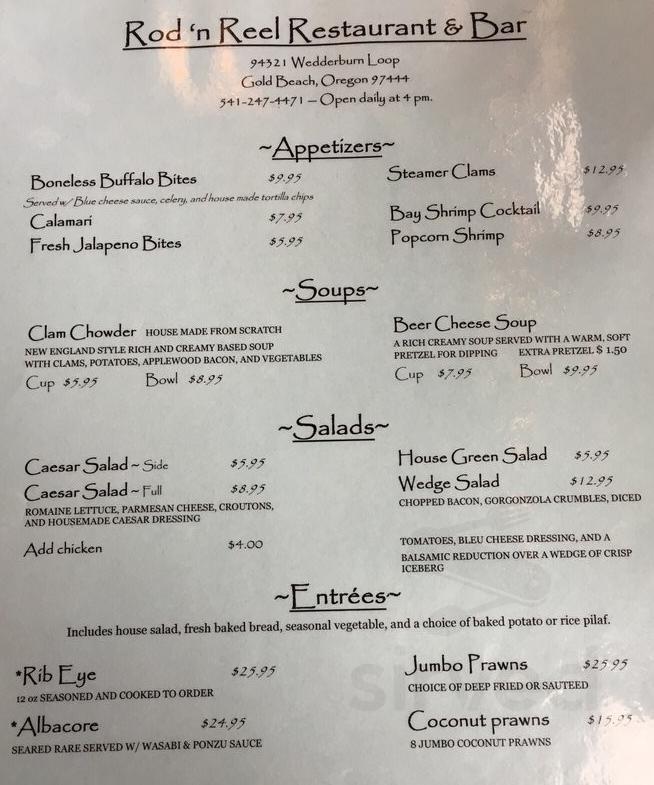 Rod 'n Reel Restaurant & Bar
94321 Wedderburn Loop
Gold Beach, Oregon 97444
541-247-4471 – Open daily at 4 pm.
~Appetizers~
Boneless Buffalo Bites $9.95
Served w/ Blue cheese sauce, celery, and house made tortilla chips
Calamari $7.95
Fresh Jalapeno Bites $5.95
Steamer Clams $12.95
Bay Shrimp Cocktail $9.95
Popcorn Shrimp $8.95
~Soups~
Clam Chowder HOUSE MADE FROM SCRATCH
NEW ENGLAND STYLE RICH AND CREAMY BASED SOUP
WITH CLAMS, POTATOES, APPLEWOOD BACON, AND VEGETABLES
Cup $5.95 Bowl $8.95
Beer Cheese Soup
A RICH CREAMY SOUP SERVED WITH A WARM, SOFT
PRETZEL FOR DIPPING EXTRA PRETZEL $ 1.50
Cup $7.95 Bowl $9.95
~Salads~
Caesar Salad ~ Side $5.95
Caesar Salad ~ Full $8.95
ROMAINE LETTUCE, PARMESAN CHEESE, CROUTONS,
AND HOUSEMADE CAESAR DRESSING
Add chicken $4.00
House Green Salad $5.95
Wedge Salad $12.95
CHOPPED BACON, GORGONZOLA CRUMBLES, DICED
TOMATOES, BLEU CHEESE DRESSING, AND A
BALSAMIC REDUCTION OVER A WEDGE OF CRISP
ICEBERG
~Entrées~
Includes house salad, fresh baked bread, seasonal vegetable, and a choice of baked potato or rice pilaf.
*Rib Eye $25.95
12 oz SEASONED AND COOKED TO ORDER
*Albacore $24.95
SEARED RARE SERVED W/ WASABI & PONZU SAUCE
Jumbo Prawns $25.95
CHOICE OF DEEP FRIED OR SAUTEED
Coconut prawns $15.95
8 JUMBO COCONUT PRAWNS